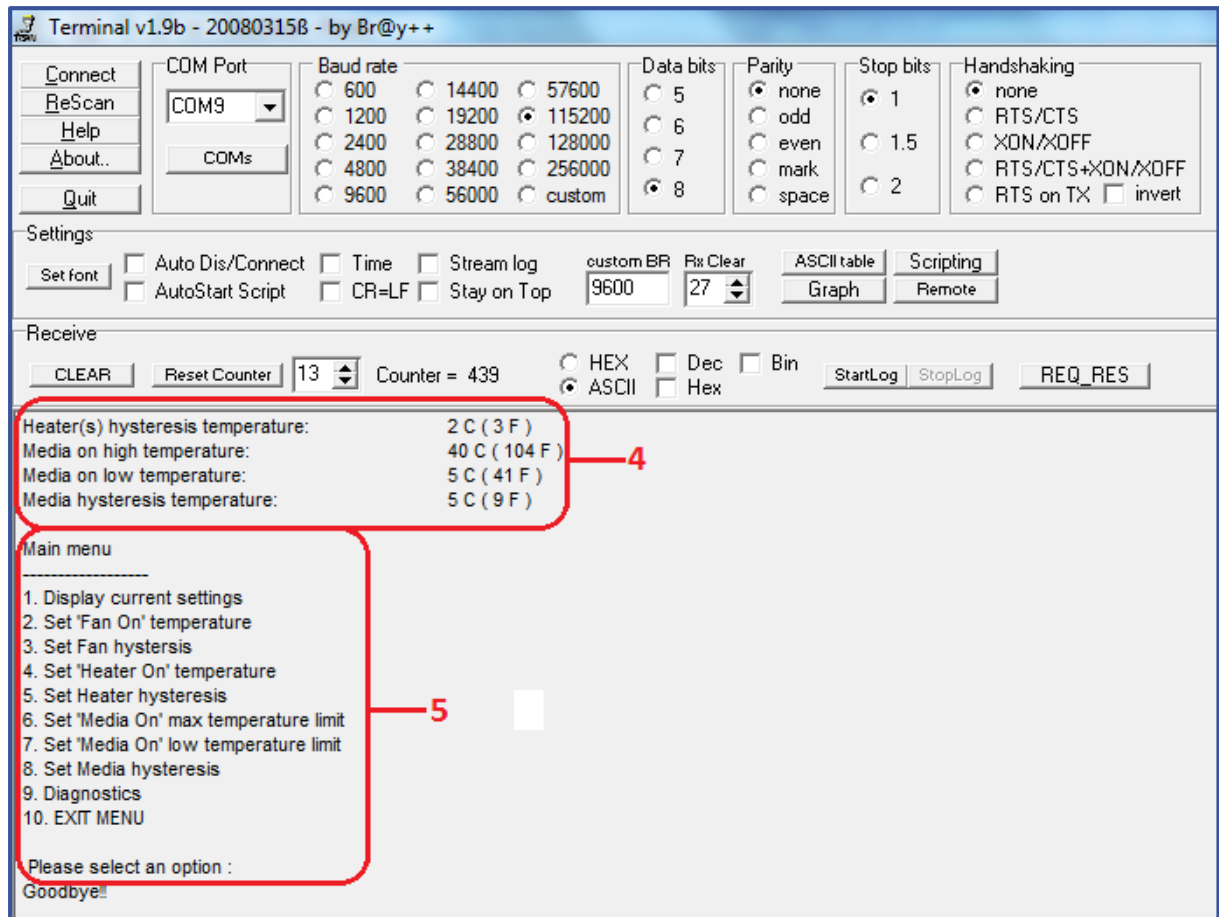 Terminal v1.9b - 20080315ß - by Br@y++
Connect
ReScan
Help
About..
Quit
COM Port
COM9
COMs
Baud rate
600 14400 57600
1200 19200 115200
2400 28800 128000
4800 38400 256000
9600 56000 custom
Data bits
5
6
7
8
Parity
none
odd
even
mark
space
Stop bits
1
1.5
2
Handshaking
none
RTS/CTS
XON/XOFF
RTS/CTS+XON/XOFF
RTS on TX invert
Settings
Set font
Auto Dis/Connect Time Stream log
AutoStart Script CR=LF Stay on Top
custom BR Rx Clear
9600 27
ASCII table Scripting
Graph Remote
Receive
CLEAR Reset Counter 13 Counter = 439
HEX Dec Bin
ASCII Hex
StartLog StopLog REQ_RES
Heater(s) hysteresis temperature: 2 C ( 3 F )
Media on high temperature: 40 C ( 104 F )
Media on low temperature: 5 C ( 41 F )
Media hysteresis temperature: 5 C ( 9 F )
4
Main menu
------------------
1. Display current settings
2. Set 'Fan On' temperature
3. Set Fan hystersis
4. Set 'Heater On' temperature
5. Set Heater hysteresis
6. Set 'Media On' max temperature limit
7. Set 'Media On' low temperature limit
8. Set Media hysteresis
9. Diagnostics
10. EXIT MENU
5
Please select an option :
Goodbye!!